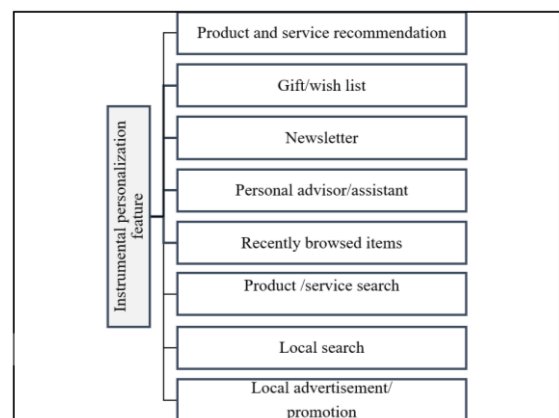 Product and service recommendation
Gift/wish list
Newsletter
Personal advisor/assistant
Instrumental personalization
feature
Recently browsed items
Product /service search
Local search
Local advertisement/
promotion